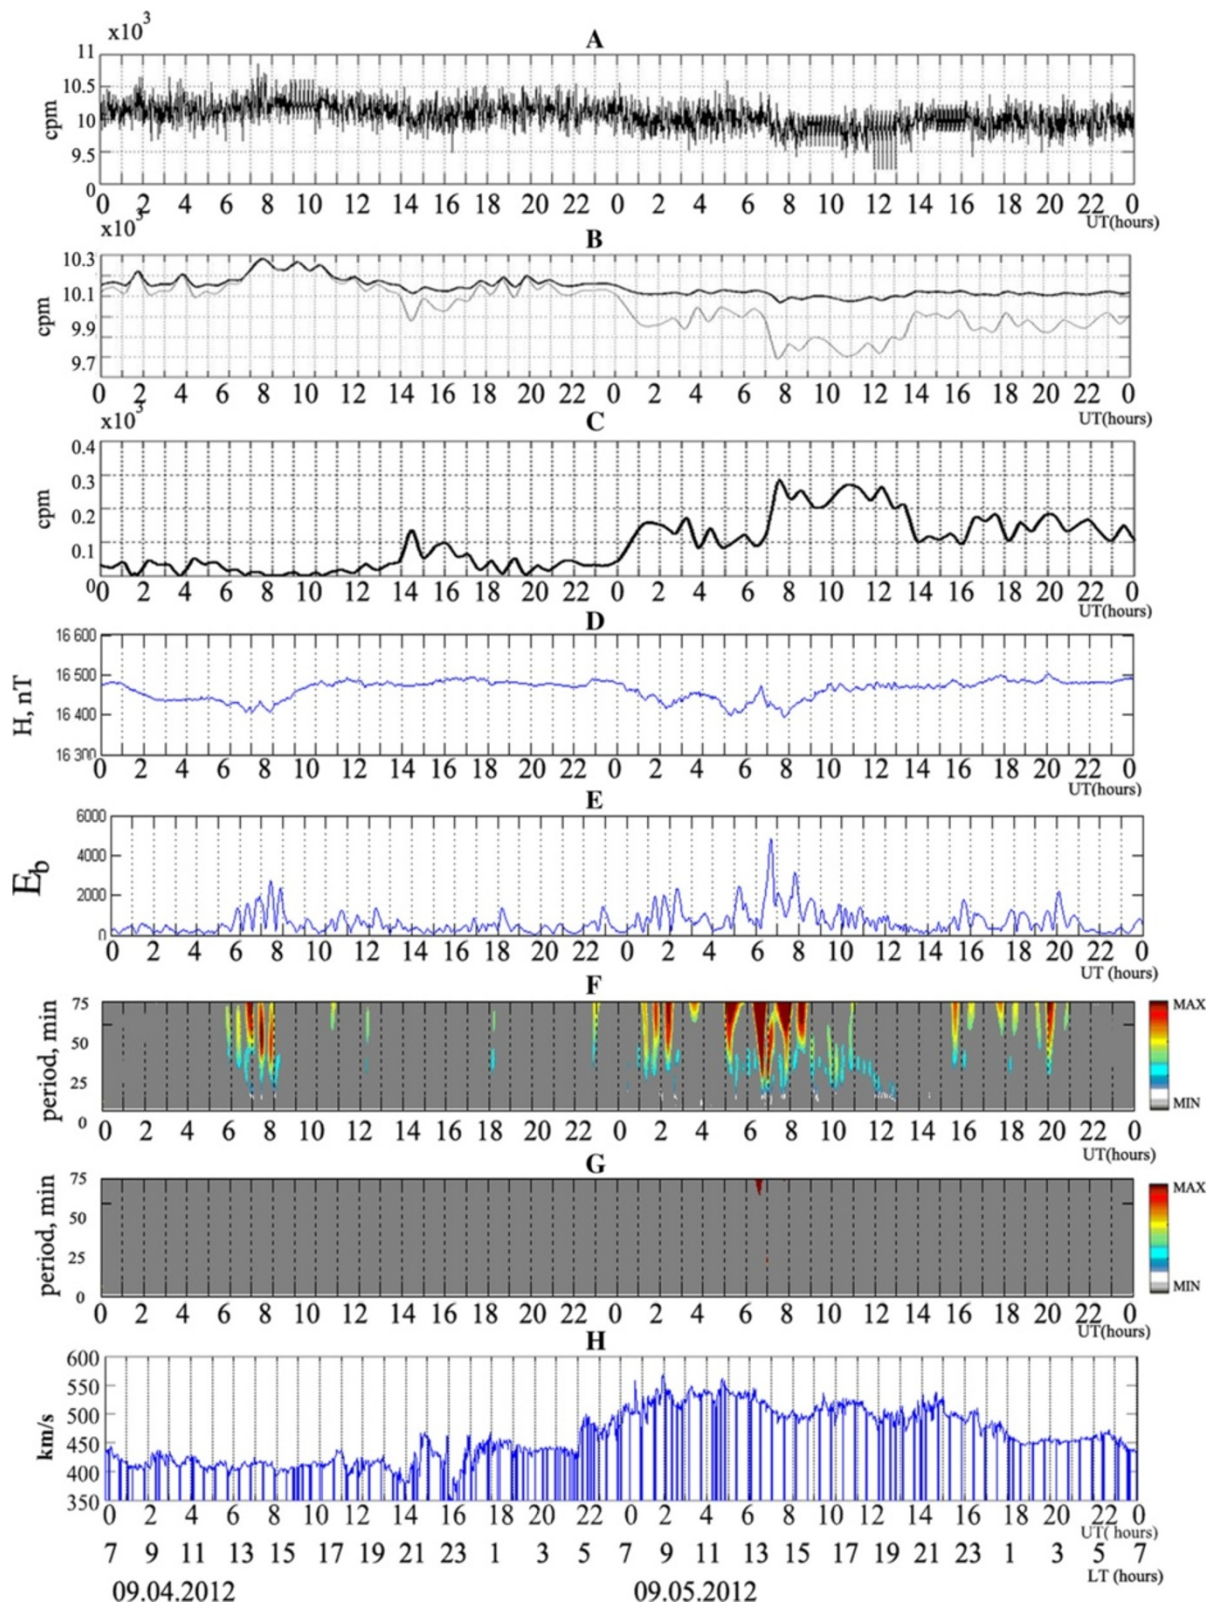 x10³
A
11
10.5
10
9.5
0
cpm
0 2 4 6 8 10 12 14 16 18 20 22 0 2 4 6 8 10 12 14 16 18 20 22 0
UT(hours)
x10³
B
10.3
10.1
9.9
9.7
cpm
0 2 4 6 8 10 12 14 16 18 20 22 0 2 4 6 8 10 12 14 16 18 20 22 0
UT(hours)
x10³
C
0.4
0.3
0.2
0.1
0
cpm
0 2 4 6 8 10 12 14 16 18 20 22 0 2 4 6 8 10 12 14 16 18 20 22 0
UT(hours)
D
16 600
16 500
16 400
16 300
H, nT
0 2 4 6 8 10 12 14 16 18 20 22 0 2 4 6 8 10 12 14 16 18 20 22 0
UT(hours)
E
6000
4000
2000
0
E_b
0 2 4 6 8 10 12 14 16 18 20 22 0 2 4 6 8 10 12 14 16 18 20 22 0
UT (hours)
F
75
50
25
0
period, min
MAX
MIN
0 2 4 6 8 10 12 14 16 18 20 22 0 2 4 6 8 10 12 14 16 18 20 22 0
UT(hours)
G
75
50
25
0
period, min
MAX
MIN
0 2 4 6 8 10 12 14 16 18 20 22 0 2 4 6 8 10 12 14 16 18 20 22 0
UT(hours)
H
600
550
500
450
400
350
km/s
0 2 4 6 8 10 12 14 16 18 20 22 0 2 4 6 8 10 12 14 16 18 20 22 0
UT( hours)
7 9 11 13 15 17 19 21 23 1 3 5 7 9 11 13 15 17 19 21 23 1 3 5 7
LT (hours)
09.04.2012 09.05.2012